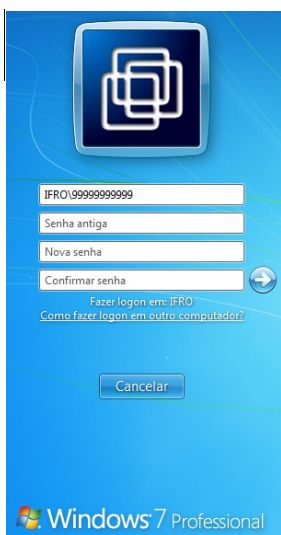 IFRO\99999999999
Senha antiga
Nova senha
Confirmar senha
Fazer logon em: IFRO
Como fazer logon em outro computador?
Cancelar
Windows 7 Professional